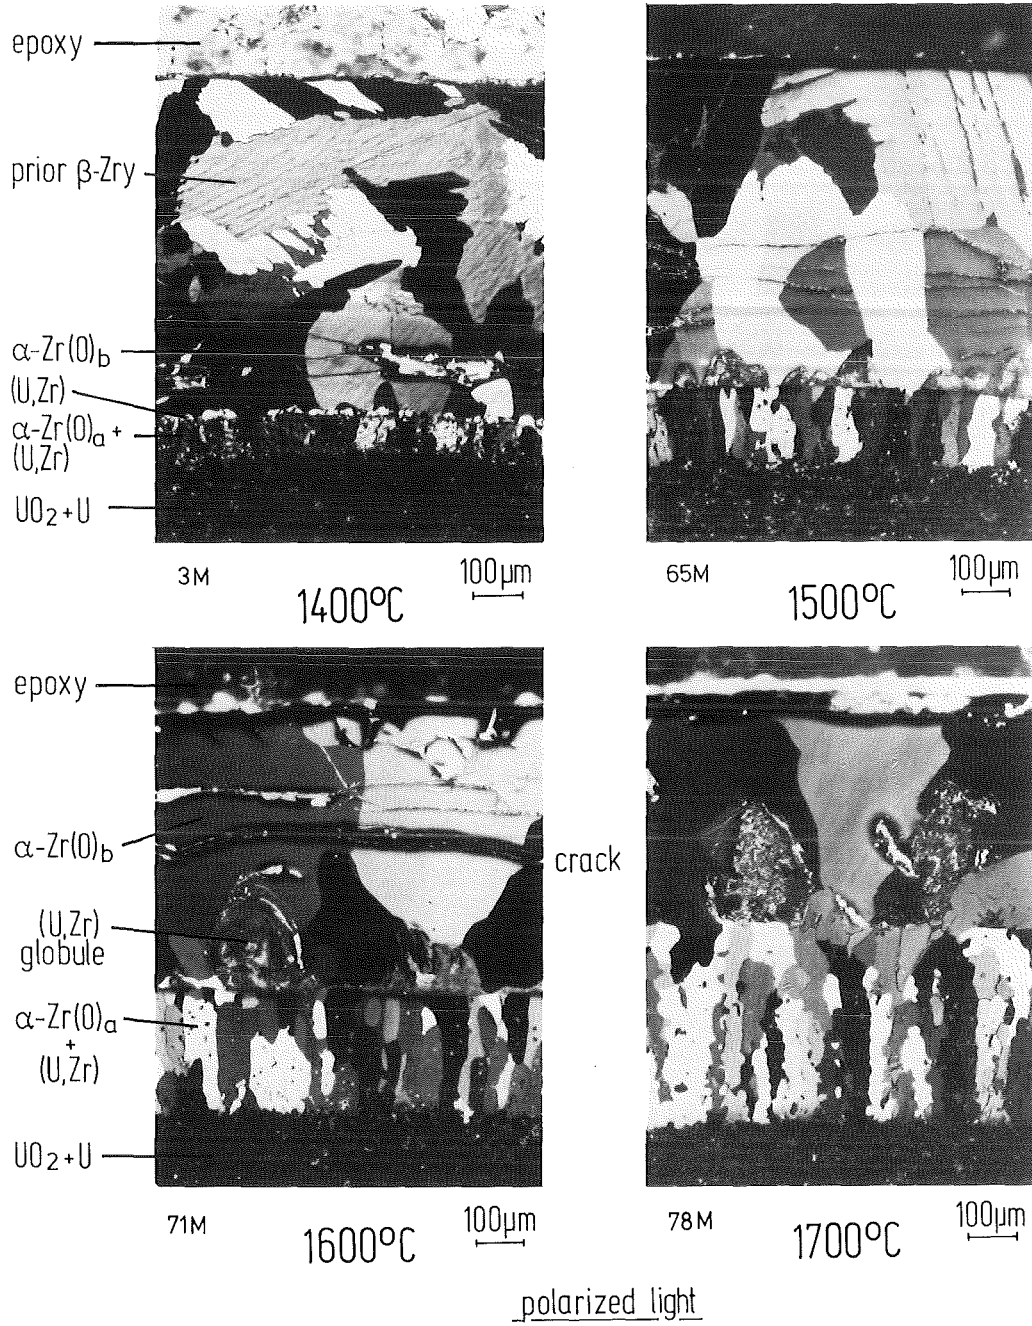 epoxy
prior β-Zry
α-Zr(O)b
(U,Zr)
α-Zr(O)a +
(U,Zr)
UO2+U
3M
1400°C
100µm
65M
1500°C
100µm
epoxy
α-Zr(O)b
crack
(U,Zr)
globule
α-Zr(O)a
+
(U,Zr)
UO2+U
71M
1600°C
100µm
78M
1700°C
100µm
polarized light